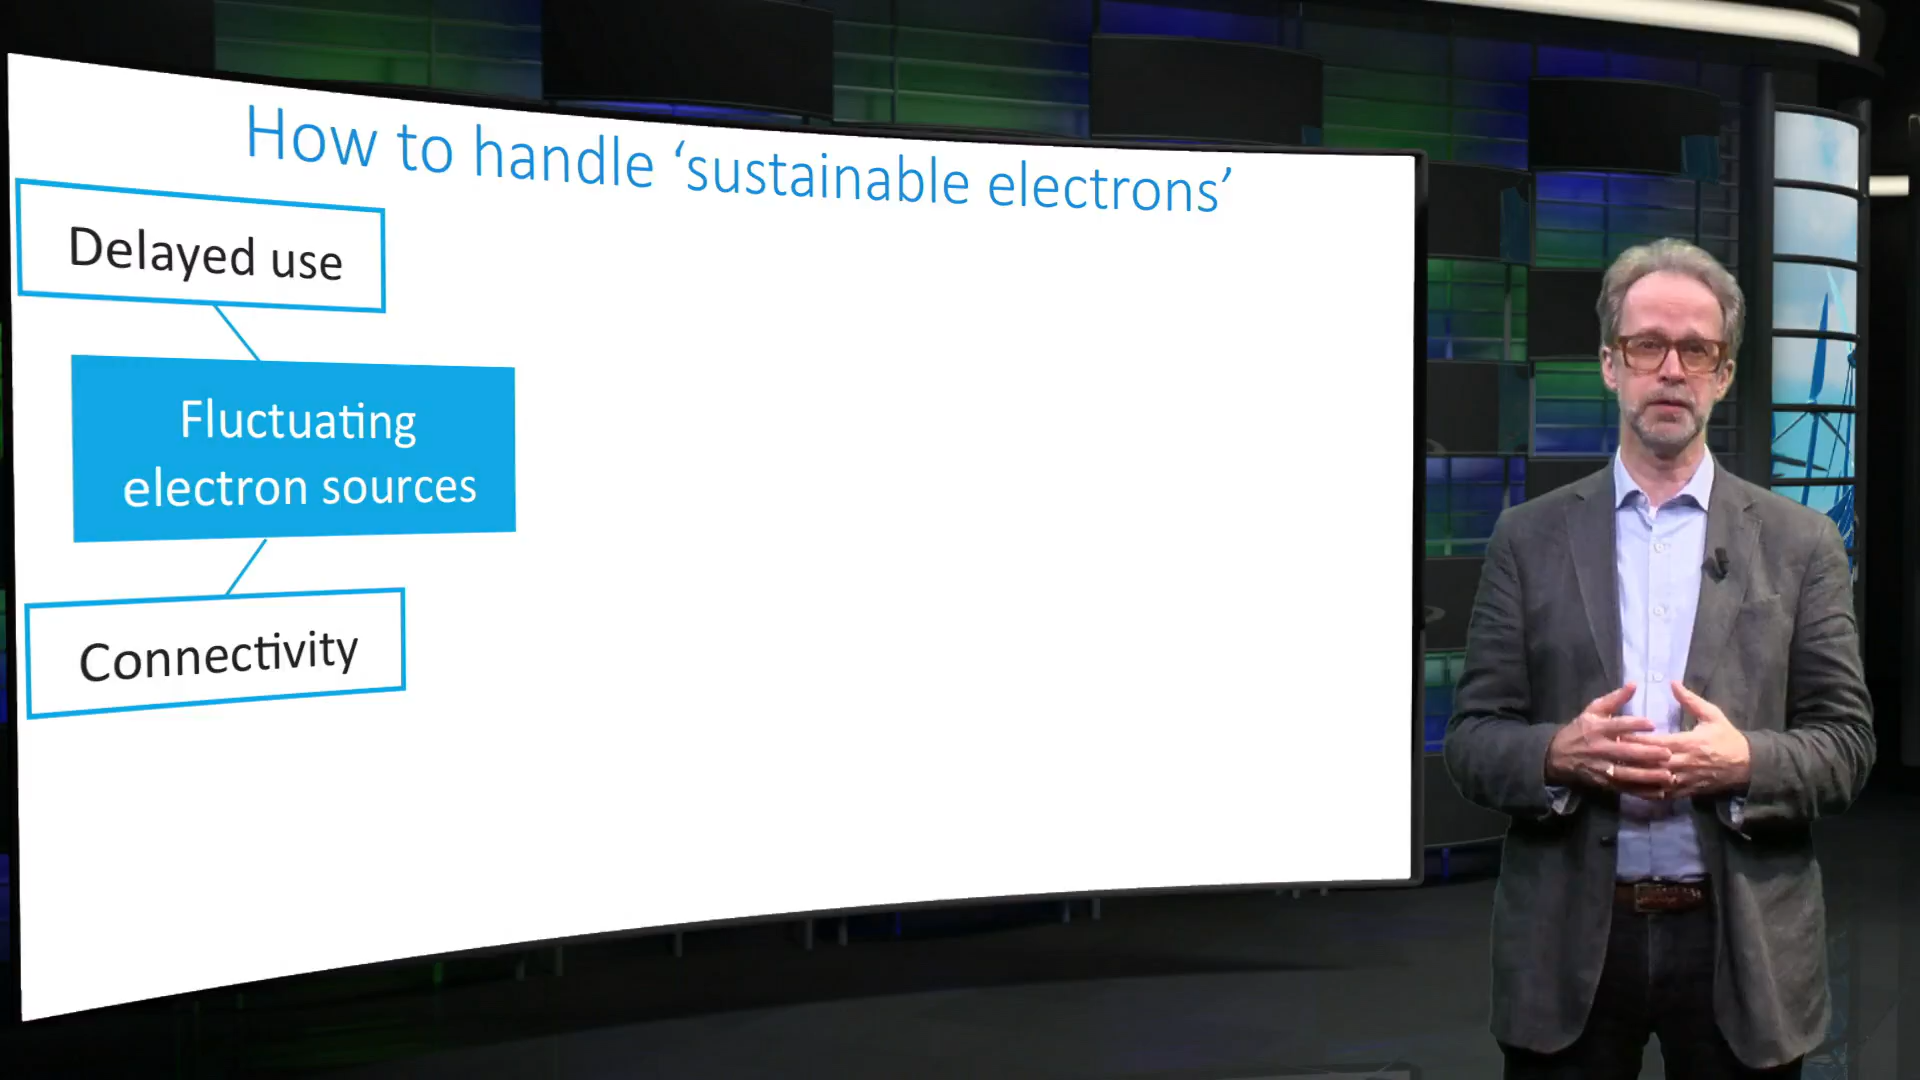 How to handle ‘sustainable electrons’
Delayed use
Fluctuating
electron sources
Connectivity